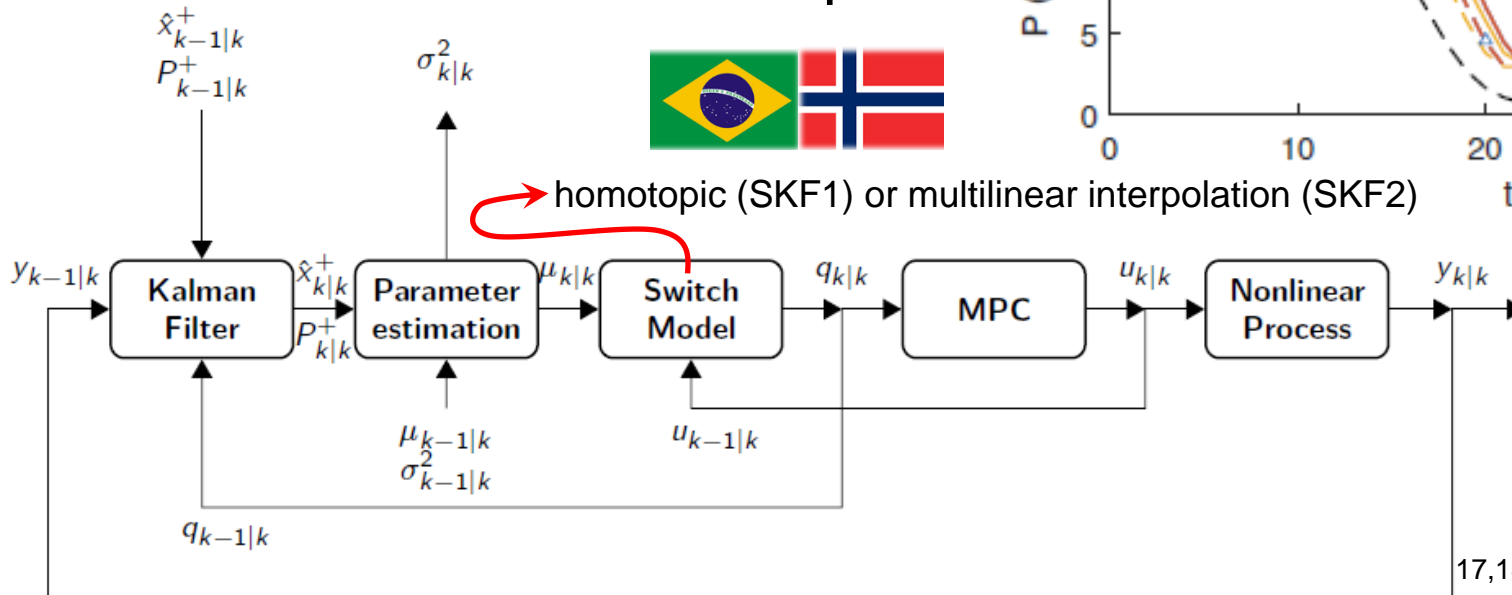 x̂⁺ₖ₋₁|ₖ
P⁺ₖ₋₁|ₖ
σ²ₖ|ₖ
P (
5
0
0
10
20
t
homotopic (SKF1) or multilinear interpolation (SKF2)
yₖ₋₁|ₖ
Kalman
Filter
x̂⁺ₖ|ₖ
P⁺ₖ|ₖ
Parameter
estimation
μₖ|ₖ
Switch
Model
qₖ|ₖ
MPC
uₖ|ₖ
Nonlinear
Process
yₖ|ₖ
μₖ₋₁|ₖ
σ²ₖ₋₁|ₖ
uₖ₋₁|ₖ
qₖ₋₁|ₖ
17,1